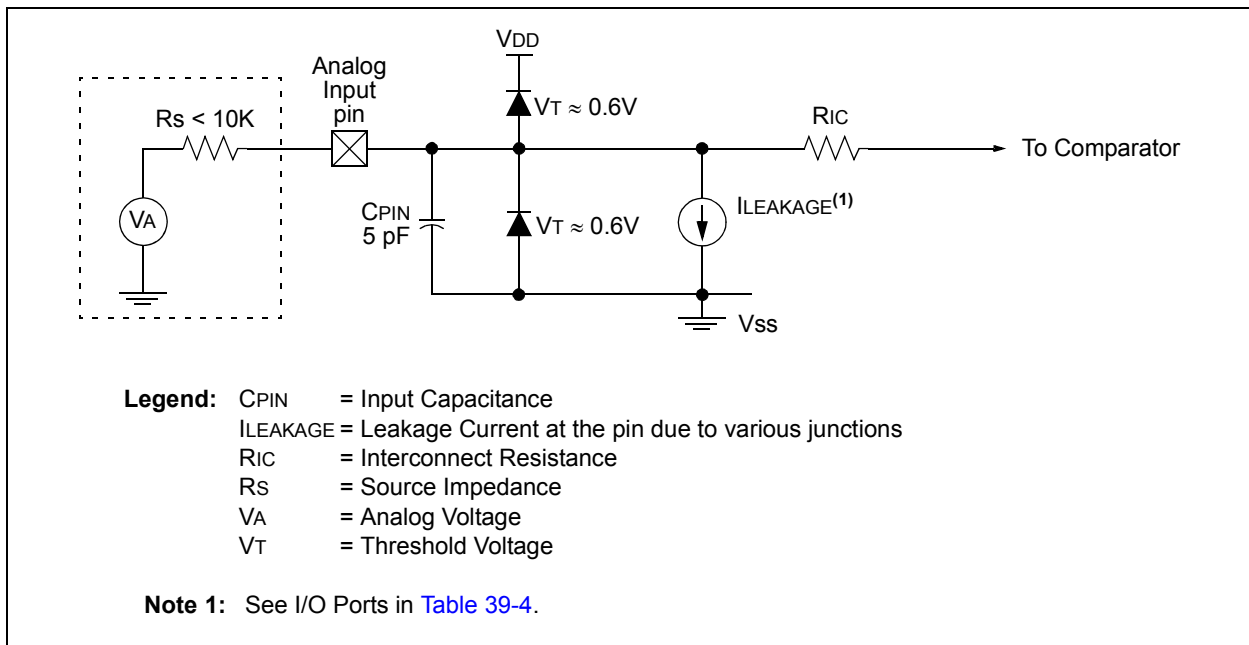 VDD
Analog
Input
pin
Rs < 10K
VT ≈ 0.6V
RIC
To Comparator
VA
CPIN
5 pF
VT ≈ 0.6V
ILEAKAGE(1)
Vss
Legend: CPIN = Input Capacitance
ILEAKAGE = Leakage Current at the pin due to various junctions
RIC = Interconnect Resistance
RS = Source Impedance
VA = Analog Voltage
VT = Threshold Voltage
Note 1: See I/O Ports in Table 39-4.